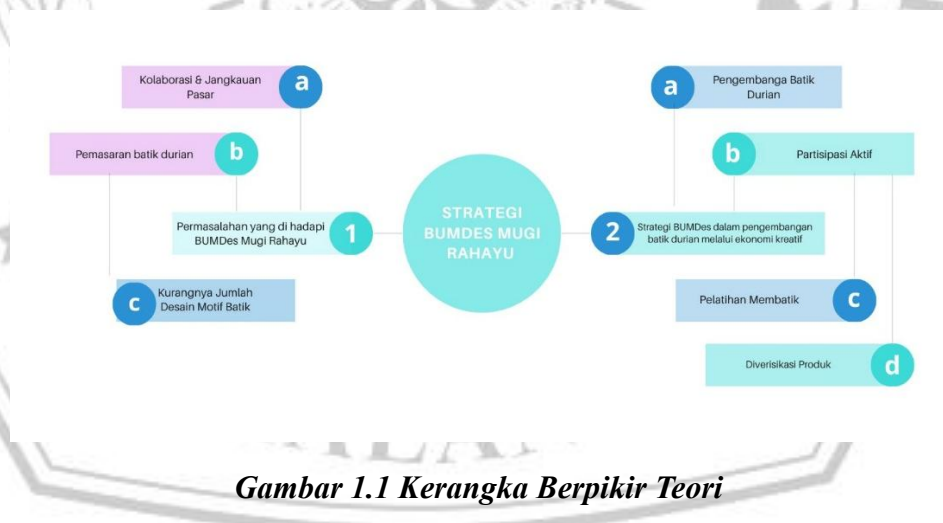 Kolaborasi & Jangkauan
Pasar
a
Pemasaran batik durian
b
Permasalahan yang di hadapi
BUMDes Mugi Rahayu
1
c
Kurangnya Jumlah
Desain Motif Batik
STRATEGI
BUMDES MUGI
RAHAYU
a
Pengembanga Batik
Durian
b
Partisipasi Aktif
2
Strategi BUMDes dalam pengembangan
batik durian melalui ekonomi kreatif
Pelatihan Membatik
c
Diverisikasi Produk
d
Gambar 1.1 Kerangka Berpikir Teori